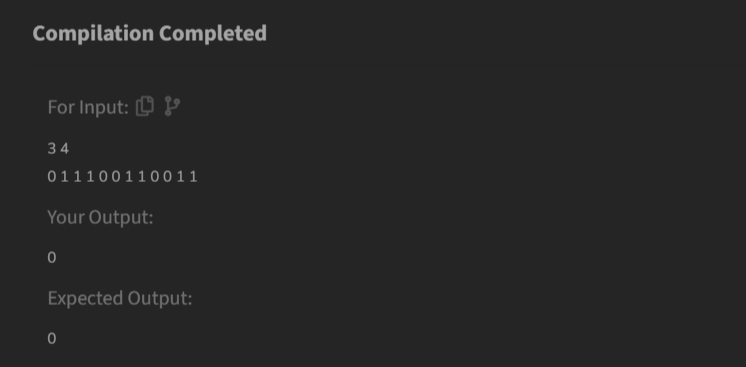 Compilation Completed
For Input:
3 4
0 1 1 1 0 0 1 1 0 0 1 1
Your Output:
0
Expected Output:
0